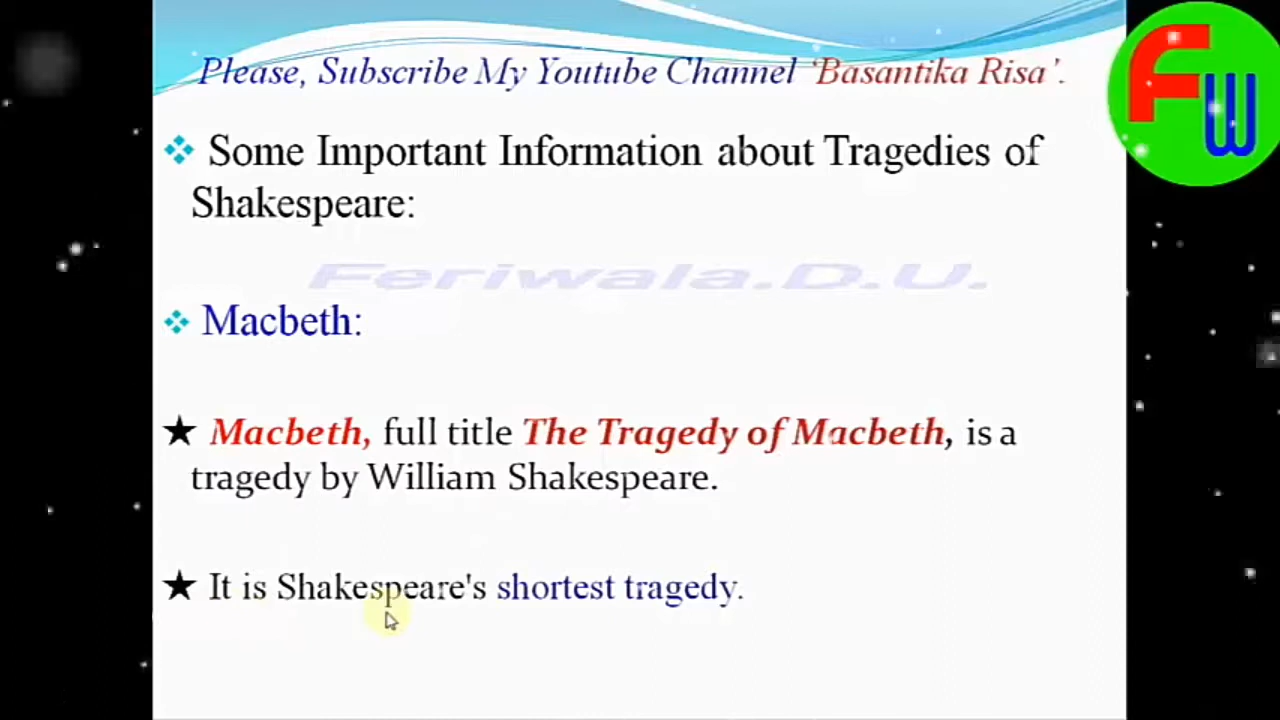 Please, Subscribe My Youtube Channel ‘Basantika Risa’.
FW
Some Important Information about Tragedies of
Shakespeare:
Feriwala.D.U.
Macbeth:
★ Macbeth, full title The Tragedy of Macbeth, is a
tragedy by William Shakespeare.
★ It is Shakespeare's shortest tragedy.